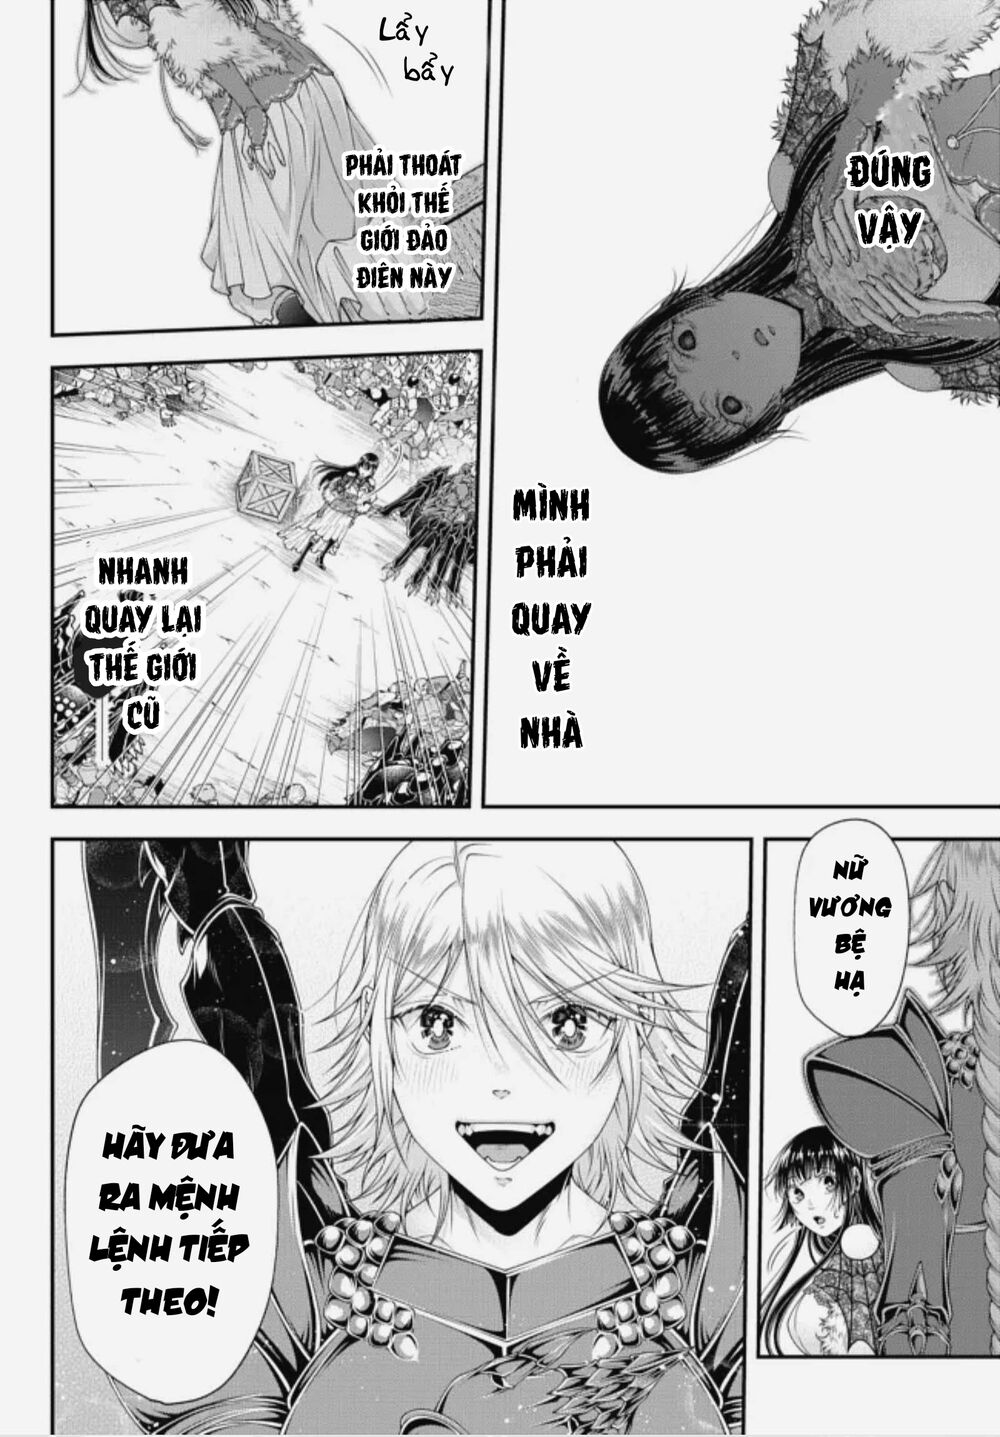 ĐÚNG
VẬY
MÌNH
PHẢI
QUAY
VỀ
NHÀ
Lẩy
bẩy
PHẢI THOÁT
KHỎI THẾ
GIỚI ĐẢO
ĐIÊN NÀY
NHANH
QUAY LẠI
THẾ GIỚI
CŨ
NỮ
VƯƠNG
BỆ
HẠ
HÃY ĐƯA
RA MỆNH
LỆNH TIẾP
THEO!